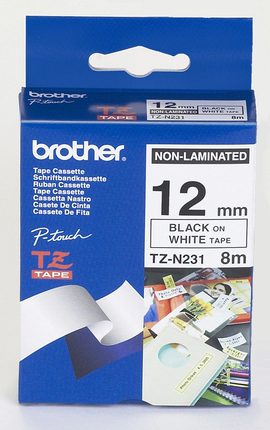 brother
P-touch
TZ
TAPE
12 mm
BLACK ON
WHITE TAPE
TZ-N231 8m
brother
Tape Cassette
Schriftbandkassette
Ruban Cassette
Tape Cassette
Cassetta Nastro
Casete De Cinta
Cassete De Fita
P-touch
TZ
TAPE
NON-LAMINATED
12 mm
BLACK ON
WHITE TAPE
TZ-N231 8m